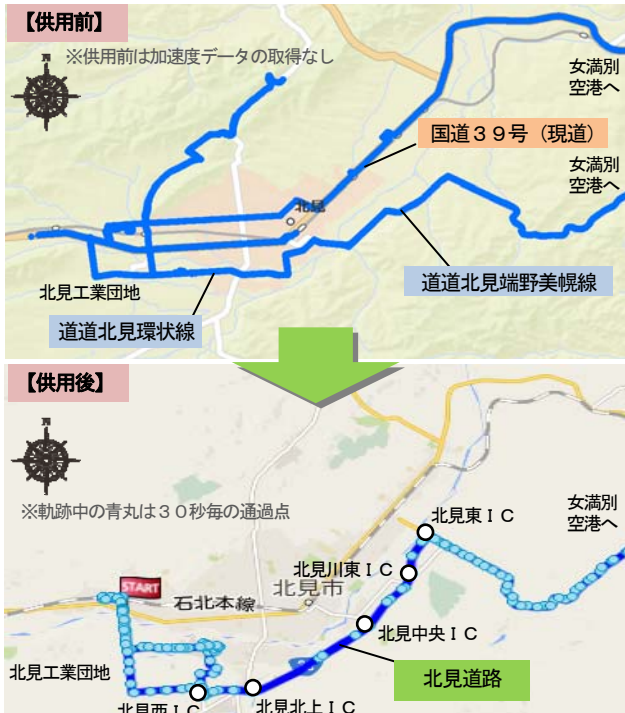 【供用前】
※供用前は加速度データの取得なし
N
女満別
空港へ
国道39号（現道）
女満別
空港へ
北見
北見工業団地
道道北見端野美幌線
道道北見環状線
【供用後】
N
※軌跡中の青丸は30秒毎の通過点
北見東IC
女満別
空港へ
北見川東IC
START
北見市
石北本線
北見中央IC
北見工業団地
北見道路
北見西IC
北見北上IC